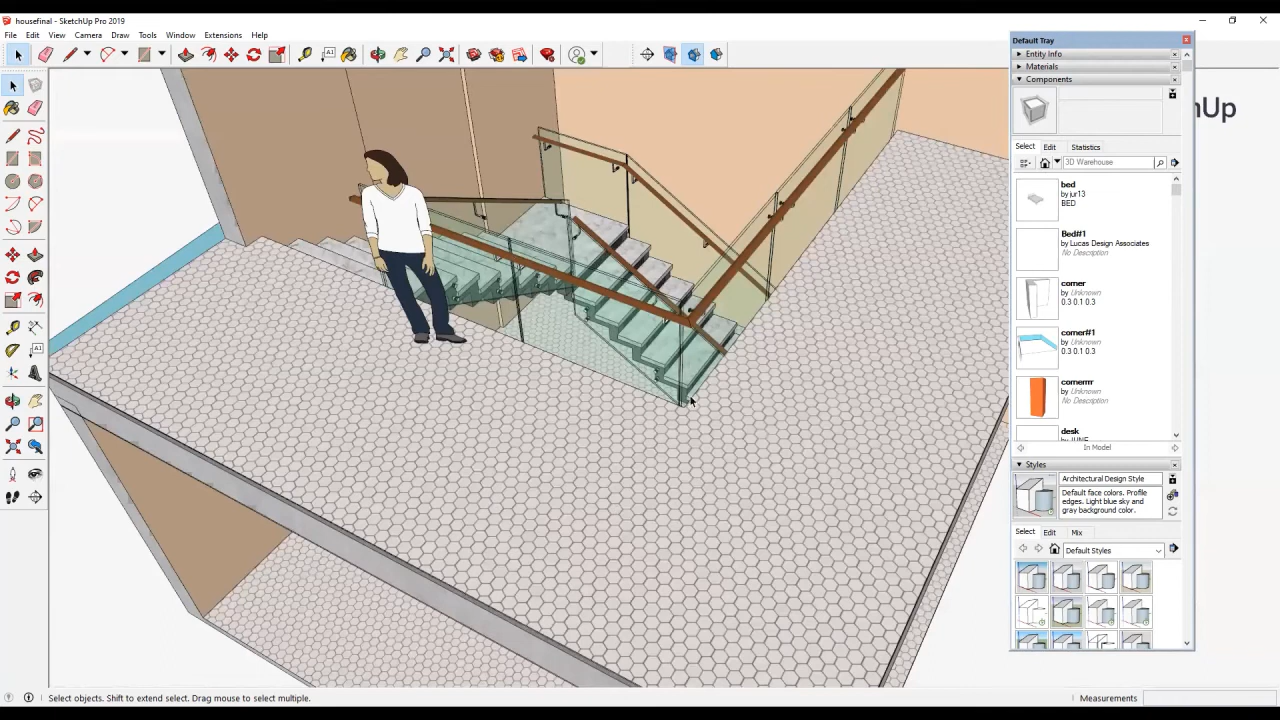 housefinal - SketchUp Pro 2019
File Edit View Camera Draw Tools Window Extensions Help
Default Tray
Entity Info
Materials
Components
Select Edit Statistics
3D Warehouse
bed
by jur13
BED
Bed#1
by Lucas Design Associates
No Description
corner
by Unknown
0.3 0.1 0.3
corner#1
by Unknown
0.3 0.1 0.3
cornerrrr
by Unknown
No Description
desk
In Model
Styles
Architectural Design Style
Default face colors. Profile
edges. Light blue sky and
gray background color.
Select Edit Mix
Default Styles
hUp
Select objects. Shift to extend select. Drag mouse to select multiple.
Measurements